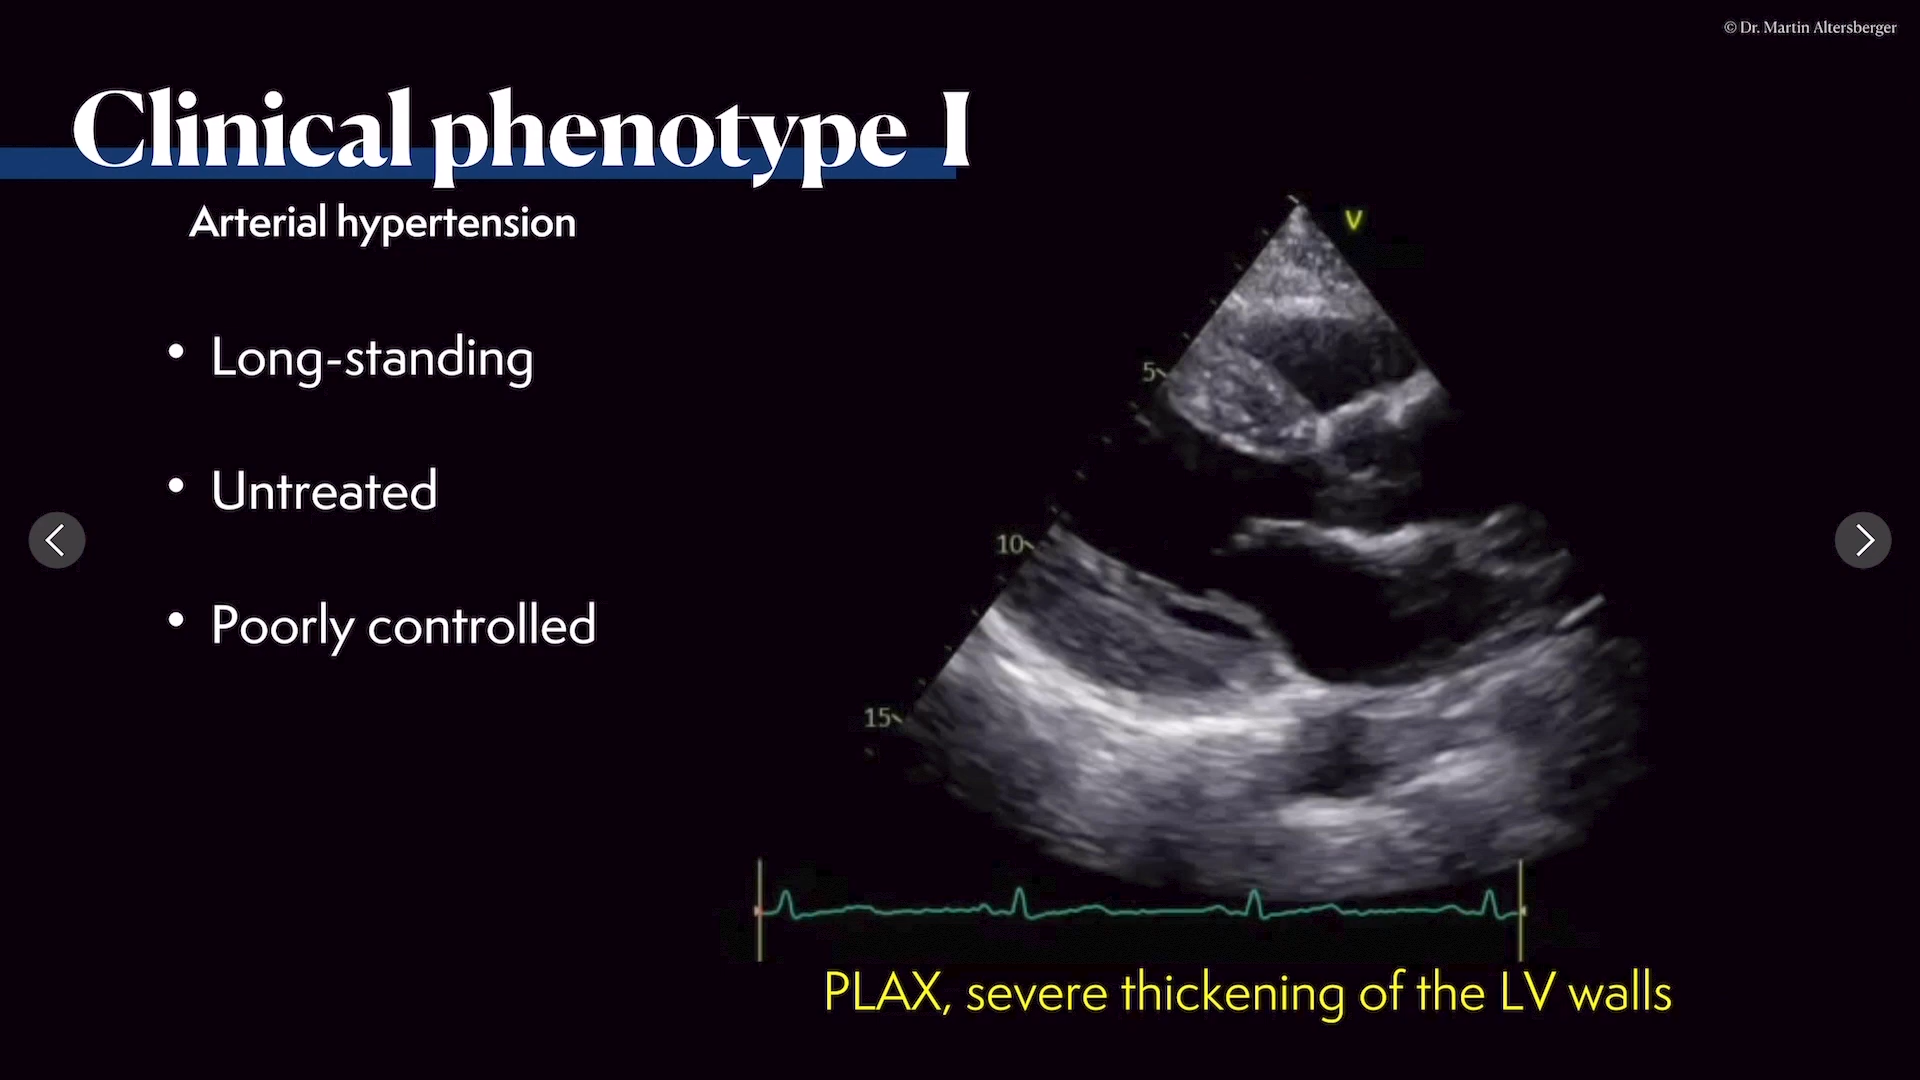 © Dr. Martin Altersberger
Clinical phenotype I
Arterial hypertension
• Long-standing
• Untreated
• Poorly controlled
V
5
10
15
PLAX, severe thickening of the LV walls